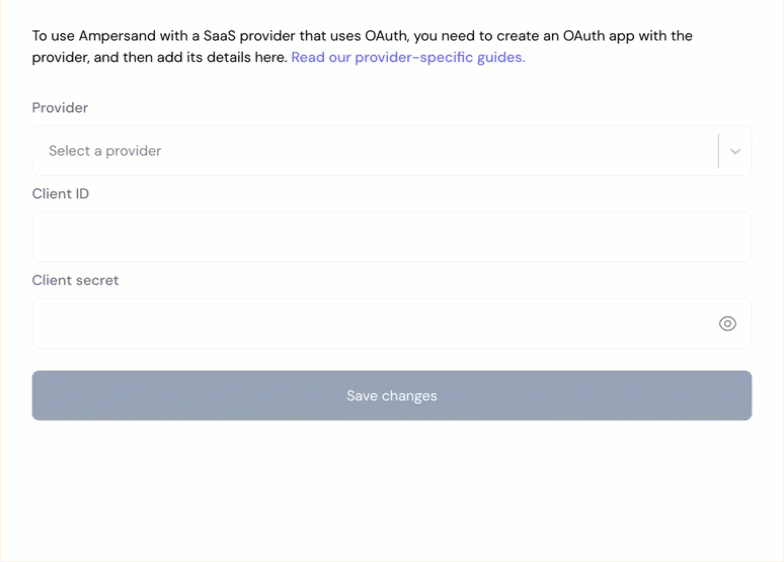 To use Ampersand with a SaaS provider that uses OAuth, you need to create an OAuth app with the
provider, and then add its details here. Read our provider-specific guides.
Provider
Select a provider
Client ID
Client secret
Save changes